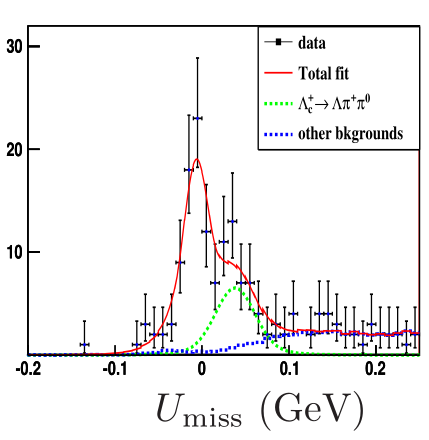 30
20
10
data
Total fit
Λc+→ Λπ+π0
other bkgrounds
-0.2 -0.1 0 0.1 0.2
Umiss (GeV)